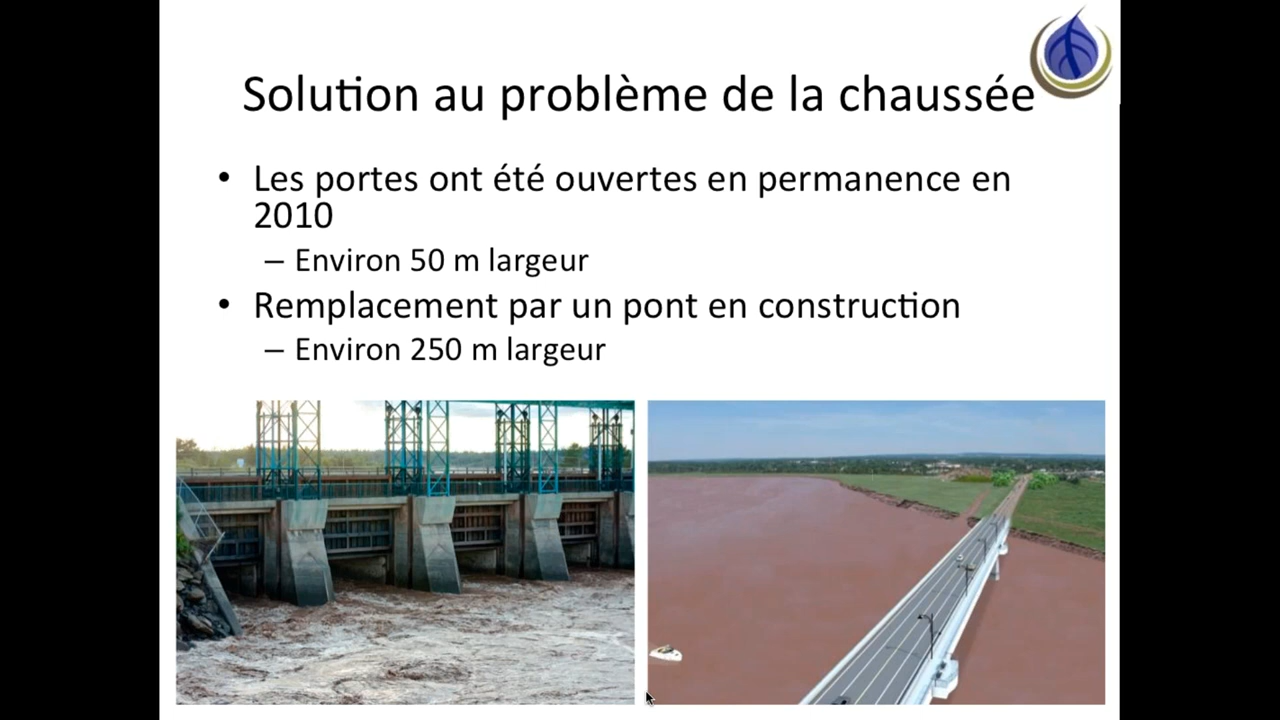 Solution au problème de la chaussée
• Les portes ont été ouvertes en permanence en
2010
– Environ 50 m largeur
• Remplacement par un pont en construction
– Environ 250 m largeur